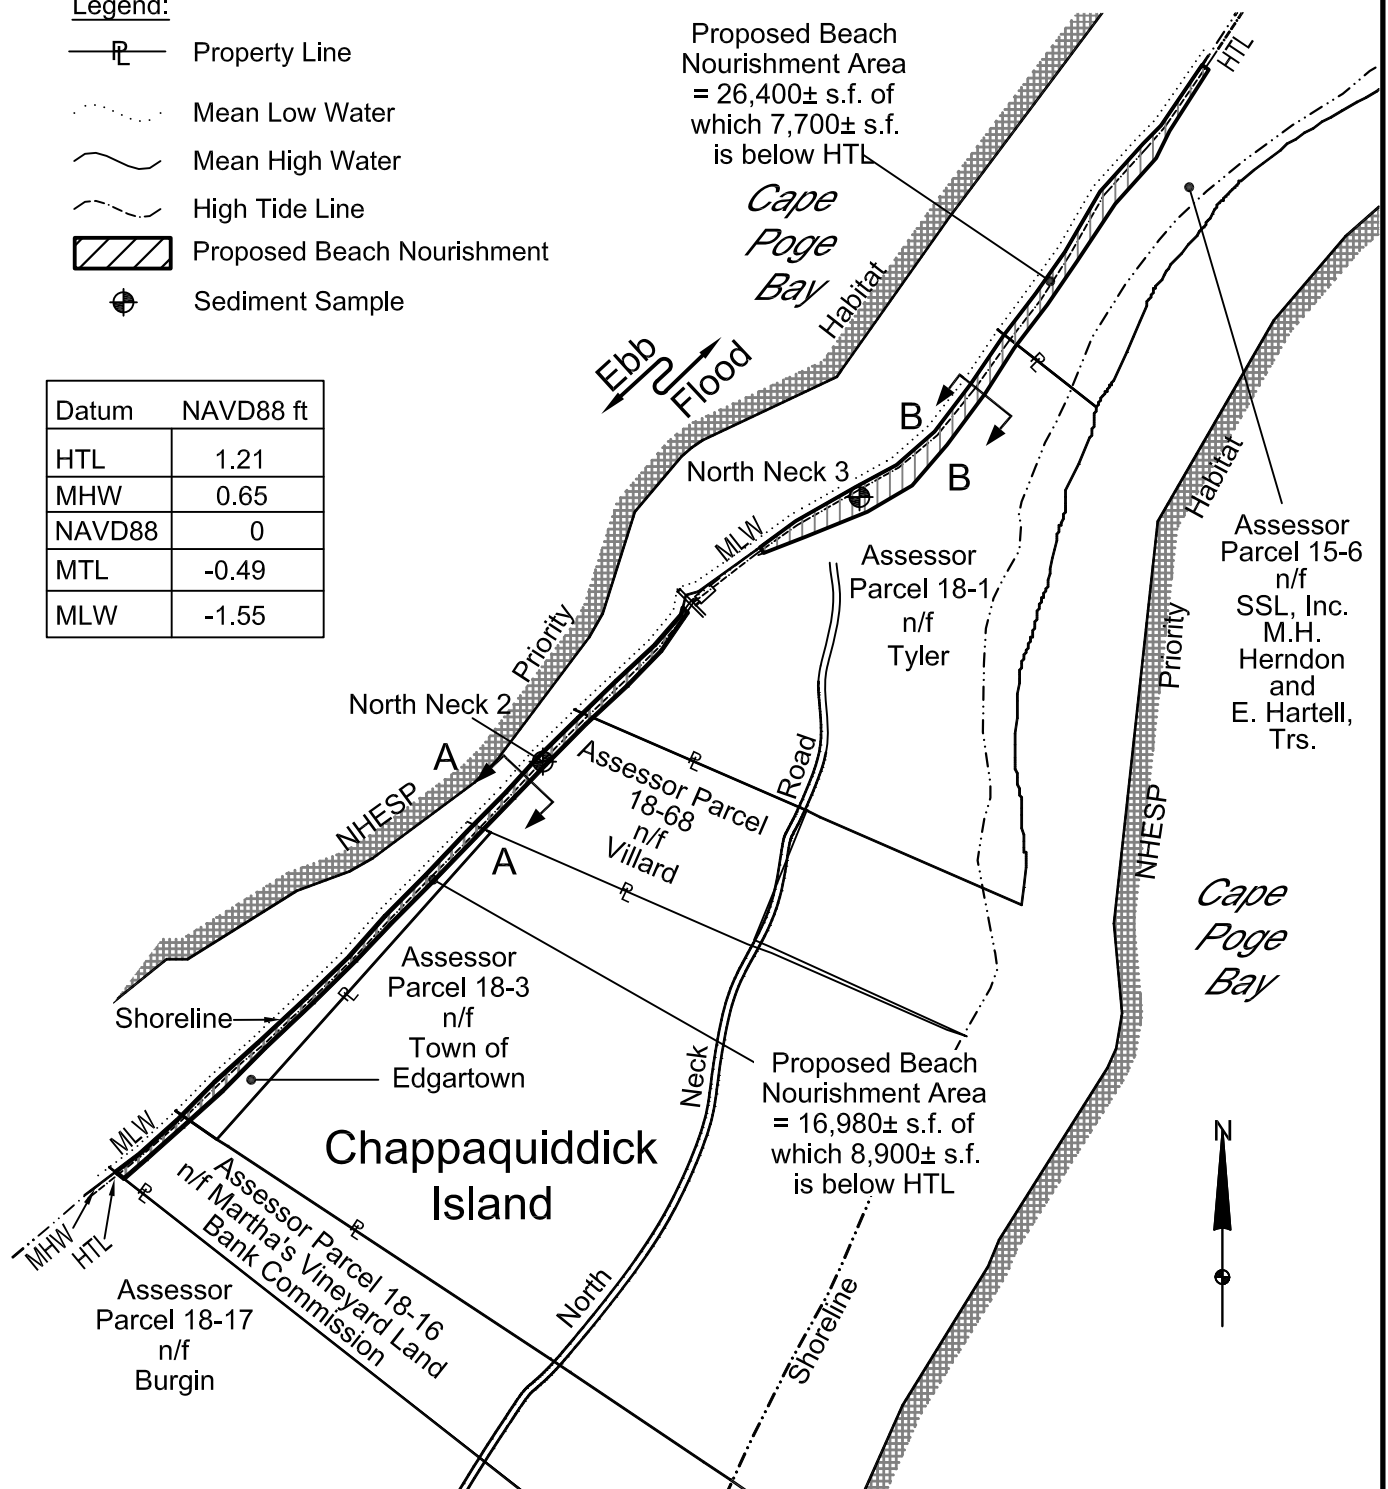 Legend:
PL Property Line
Mean Low Water
Mean High Water
High Tide Line
Proposed Beach Nourishment
Sediment Sample
Datum NAVD88 ft
HTL 1.21
MHW 0.65
NAVD88 0
MTL -0.49
MLW -1.55
Proposed Beach
Nourishment Area
= 26,400± s.f. of
which 7,700± s.f.
is below HTL
HTL
Cape
Poge
Bay
Habitat
Ebb
Flood
PL
B
B
North Neck 3
MLW
Habitat
Assessor
Parcel 18-1
n/f
Tyler
Assessor
Parcel 15-6
n/f
SSL, Inc.
M.H.
Herndon
and
E. Hartell,
Trs.
Priority
Priority
North Neck 2
A
A
NHESP
NHESP
PL
Assessor Parcel
18-68
n/f
Villard
Road
PL
Cape
Poge
Bay
Assessor
Parcel 18-3
n/f
Town of
Edgartown
PL
Shoreline
Neck
Proposed Beach
Nourishment Area
= 16,980± s.f. of
which 8,900± s.f.
is below HTL
N
MLW
Chappaquiddick
Island
PL
PL
Assessor Parcel 18-16
n/f Martha's Vineyard Land
Bank Commission
MHW
HTL
Assessor
Parcel 18-17
n/f
Burgin
North
Shoreline